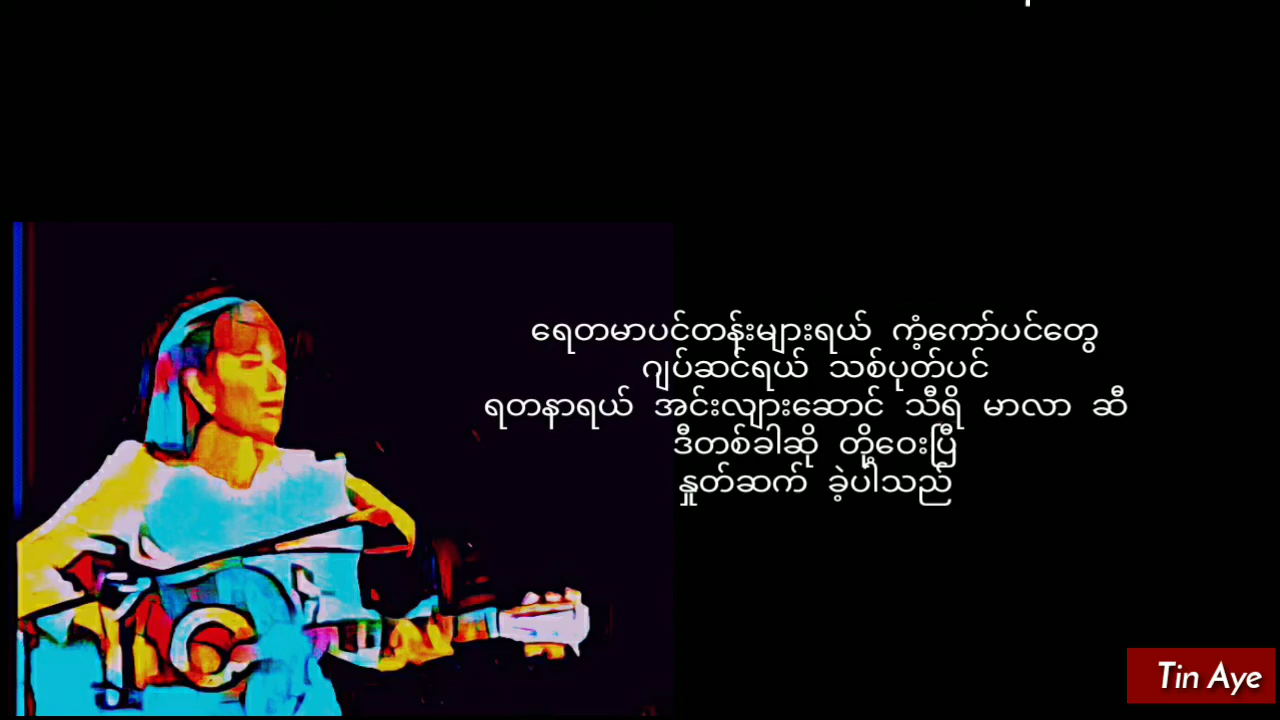 ရေတမာပင်တန်းများရယ် ကံ့ကော်ပင်တွေ
ဂျပ်ဆင်ရယ် သစ်ပုတ်ပင်
ရတနာရယ် အင်းလျားဆောင် သီရိ မာလာ ဆီ
ဒီတစ်ခါဆို တို့ဝေးပြီ
နှုတ်ဆက် ခဲ့ပါသည်
Tin Aye